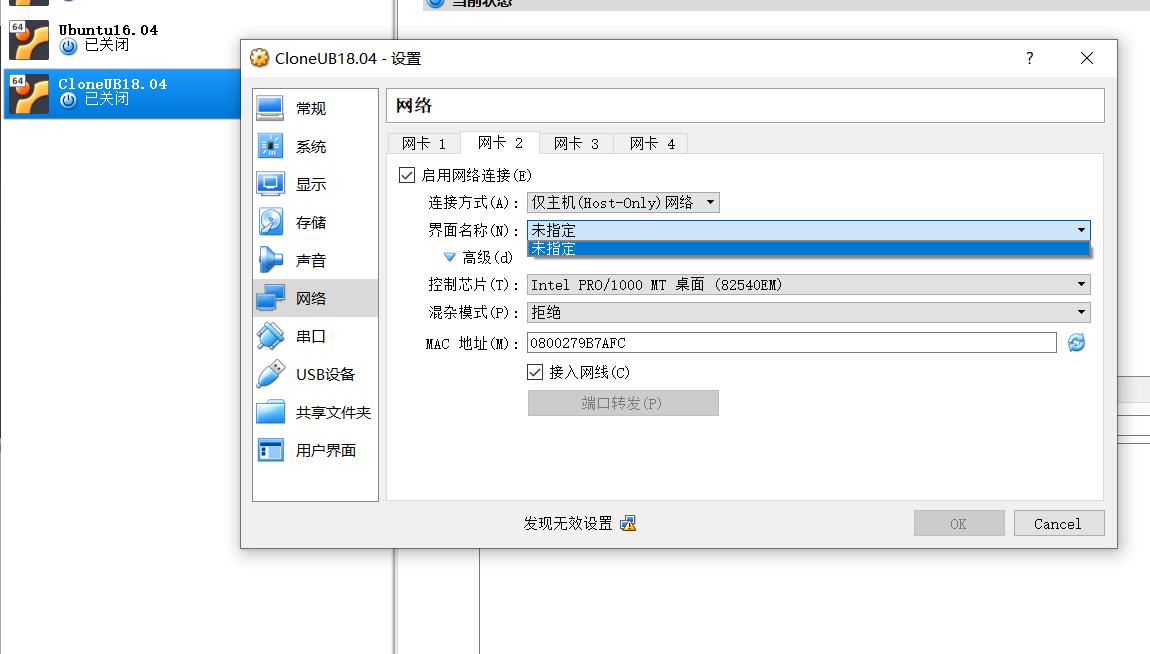 当前状态
64
Ubuntu16.04
已关闭
64
CloneUB18.04
已关闭
CloneUB18.04 - 设置
?
常规
系统
显示
存储
声音
网络
串口
USB设备
共享文件夹
用户界面
网络
网卡 1 网卡 2 网卡 3 网卡 4
启用网络连接(E)
连接方式(A): 仅主机(Host-Only)网络
界面名称(N): 未指定
未指定
高级(d)
控制芯片(T): Intel PRO/1000 MT 桌面 (82540EM)
混杂模式(P): 拒绝
MAC 地址(M): 0800279B7AFC
接入网线(C)
端口转发(P)
发现无效设置
OK Cancel